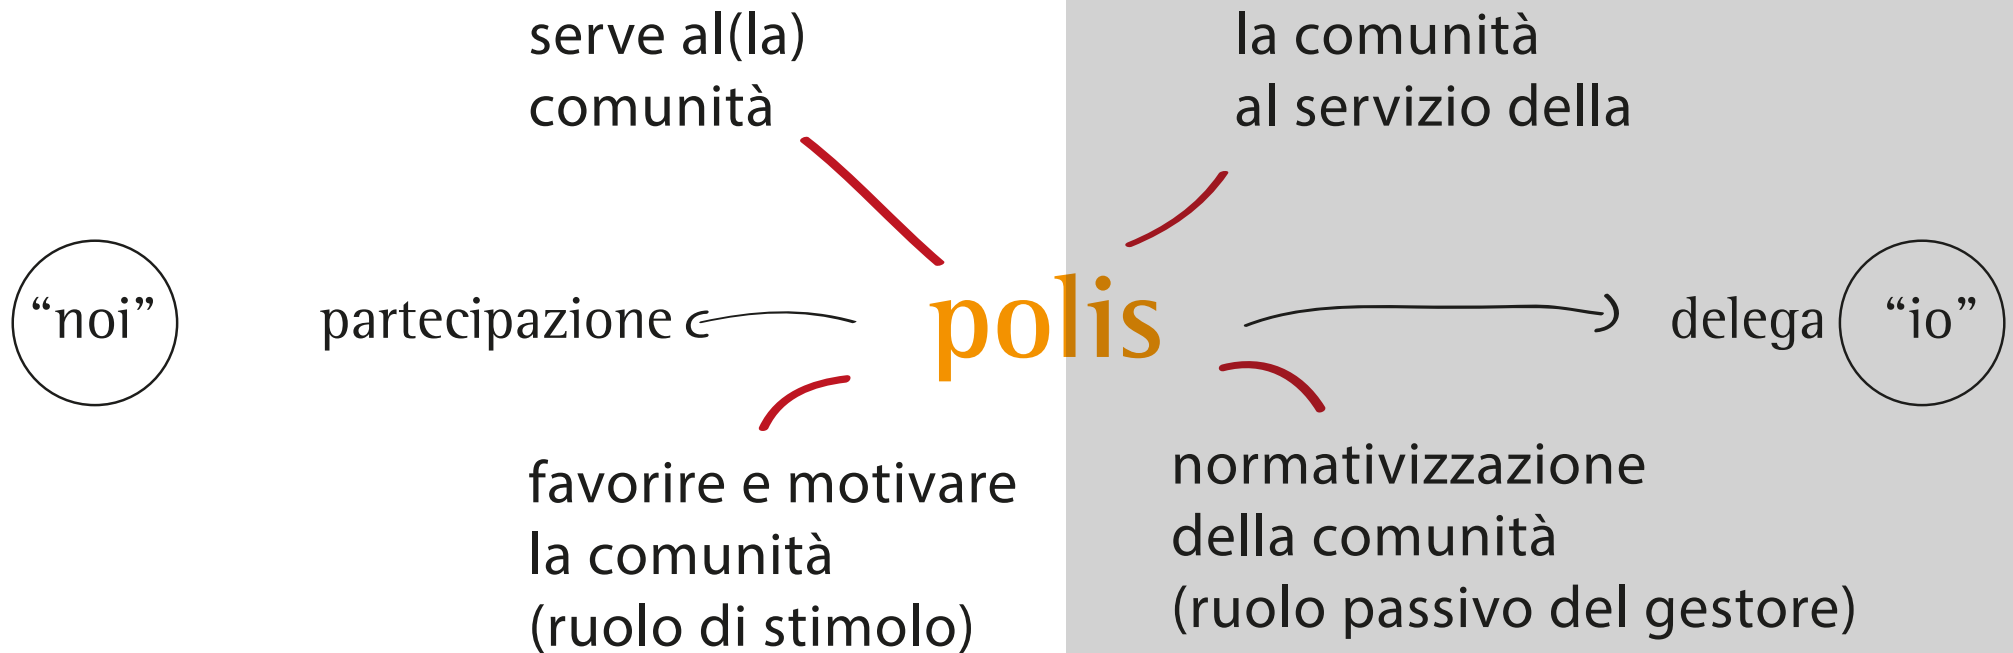 serve al(la)
comunità
la comunità
al servizio della
“noi”
partecipazione
polis
delega
“io”
favorire e motivare
la comunità
(ruolo di stimolo)
normativizzazione
della comunità
(ruolo passivo del gestore)